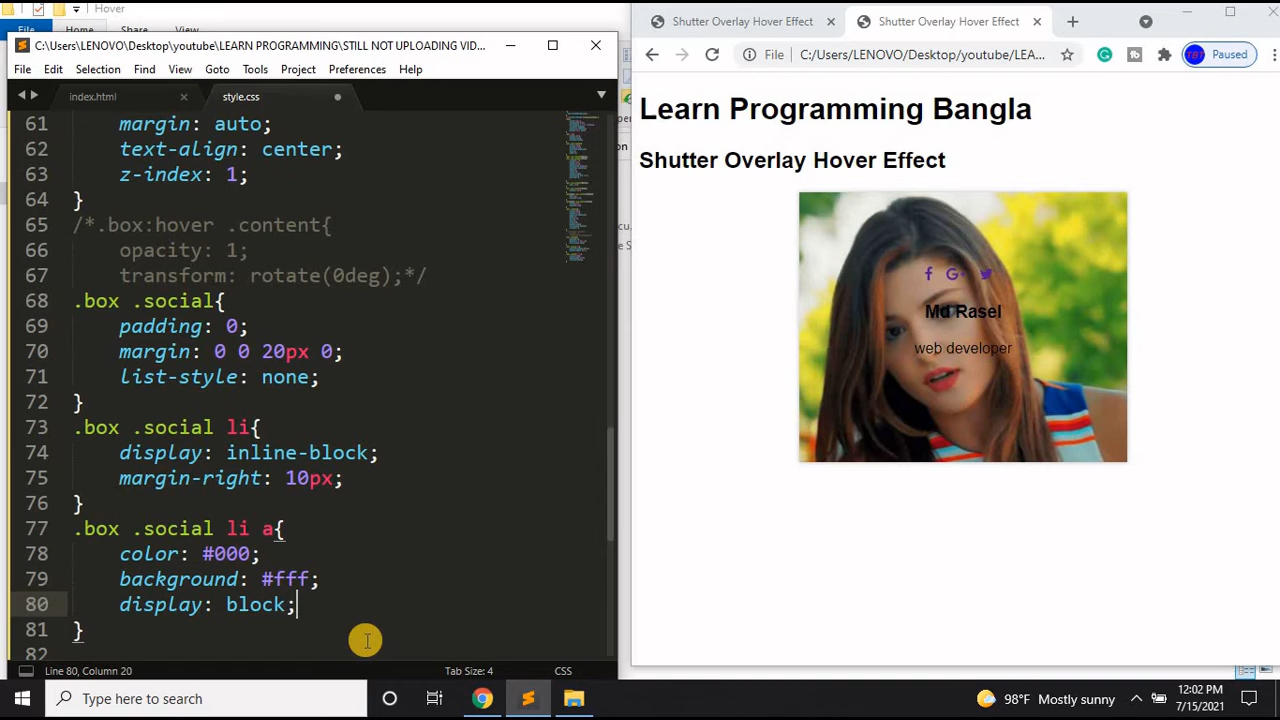 Hover
File
Home
C:\Users\LENOVO\Desktop\youtube\LEARN PROGRAMMING\STILL NOT UPLOADING VID...
File Edit Selection Find View Goto Tools Project Preferences Help
index.html
style.css
61 margin: auto;
62 text-align: center;
63 z-index: 1;
64 }
65 /*.box:hover .content{
66 opacity: 1;
67 transform: rotate(0deg);*/
68 .box .social{
69 padding: 0;
70 margin: 0 0 20px 0;
71 list-style: none;
72 }
73 .box .social li{
74 display: inline-block;
75 margin-right: 10px;
76 }
77 .box .social li a{
78 color: #000;
79 background: #fff;
80 display: block;
81 }
82
Line 80, Column 20
Tab Size: 4
CSS
Shutter Overlay Hover Effect
Shutter Overlay Hover Effect
File
C:/Users/LENOVO/Desktop/youtube/LEA...
TBT
Paused
Learn Programming Bangla
Shutter Overlay Hover Effect
f G+
Md Rasel
web developer
Type here to search
98°F Mostly sunny
12:02 PM
7/15/2021